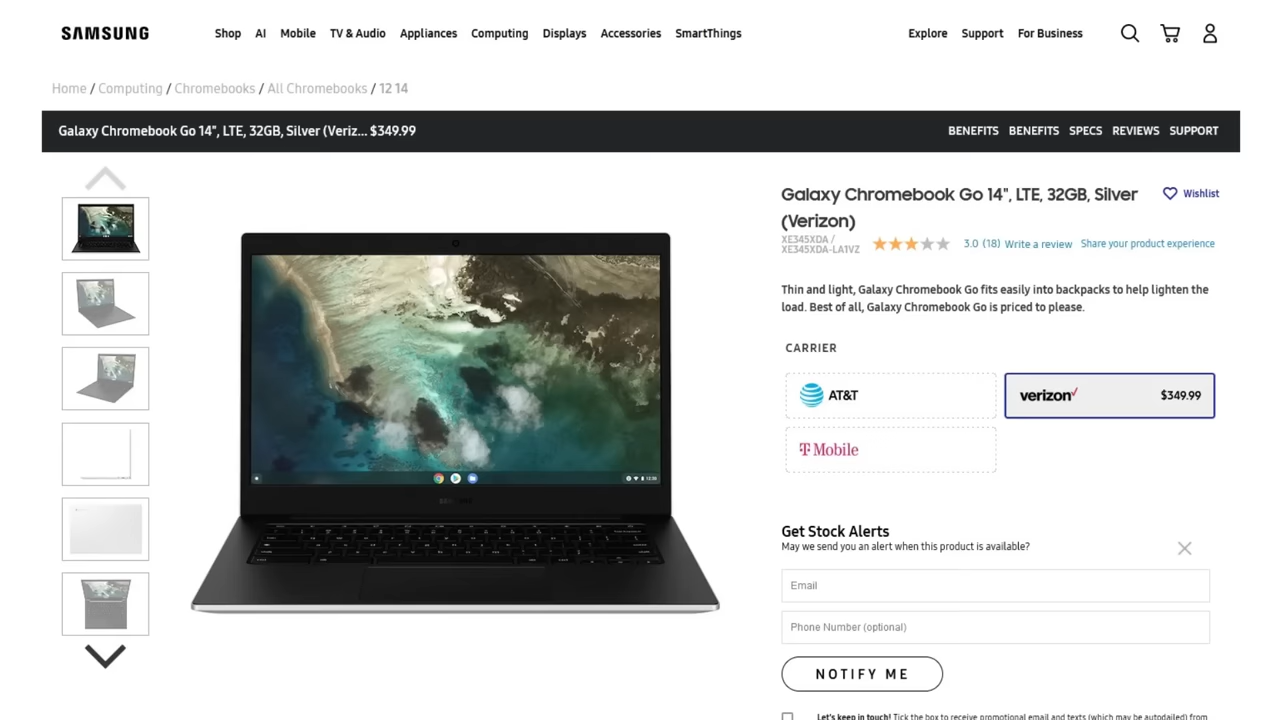 SAMSUNG
Shop AI Mobile TV & Audio Appliances Computing Displays Accessories SmartThings
Explore Support For Business
Home / Computing / Chromebooks / All Chromebooks / 12 14
Galaxy Chromebook Go 14", LTE, 32GB, Silver (Veriz... $349.99
BENEFITS BENEFITS SPECS REVIEWS SUPPORT
Galaxy Chromebook Go 14", LTE, 32GB, Silver
(Verizon)
Wishlist
XE345XDA /
XE345XDA-LA1VZ
3.0 (18) Write a review Share your product experience
Thin and light, Galaxy Chromebook Go fits easily into backpacks to help lighten the
load. Best of all, Galaxy Chromebook Go is priced to please.
CARRIER
AT&T
verizon $349.99
T Mobile
SAMSUNG
Get Stock Alerts
May we send you an alert when this product is available?
Email
Phone Number (optional)
NOTIFY ME
Let's keep in touch! Tick the box to receive promotional email and texts (which may be autodialed) from